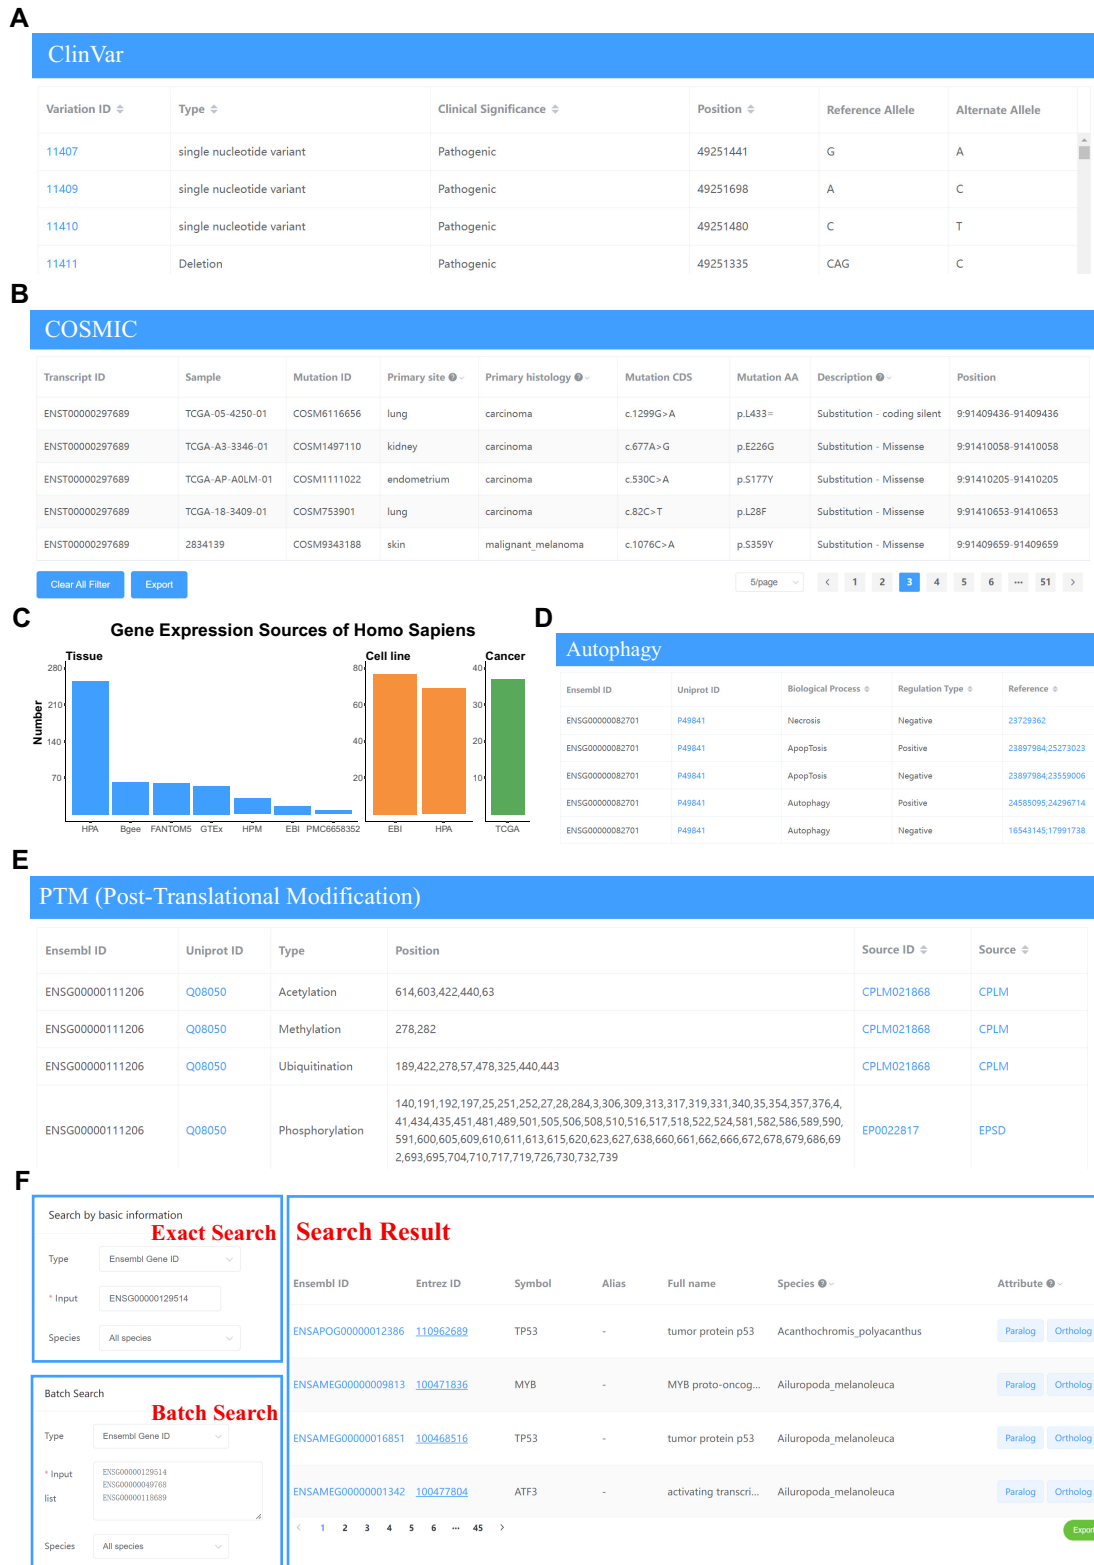 A
ClinVar
Variation ID Type Clinical Significance Position Reference Allele Alternate Allele
11407 single nucleotide variant Pathogenic 49251441 G A
11409 single nucleotide variant Pathogenic 49251698 A C
11410 single nucleotide variant Pathogenic 49251480 C T
11411 Deletion Pathogenic 49251335 CAG C
B
COSMIC
Transcript ID Sample Mutation ID Primary site Primary histology Mutation CDS Mutation AA Description Position
ENST00000297689 TCGA-05-4250-01 COSM6116656 lung carcinoma c.1299G>A p.L433= Substitution - coding silent 9:91409436-91409436
ENST00000297689 TCGA-A3-3346-01 COSM1497110 kidney carcinoma c.677A>G p.E226G Substitution - Missense 9:91410058-91410058
ENST00000297689 TCGA-AP-A0LM-01 COSM1111022 endometrium carcinoma c.530C>A p.S177Y Substitution - Missense 9:91410205-91410205
ENST00000297689 TCGA-18-3409-01 COSM753901 lung carcinoma c.82C>T p.L28F Substitution - Missense 9:91410653-91410653
ENST00000297689 2834139 COSM9343188 skin malignant_melanoma c.1076C>A p.S359Y Substitution - Missense 9:91409659-91409659
Clear All Filter Export 5/page < 1 2 3 4 5 6 ... 51 >
C
Gene Expression Sources of Homo Sapiens
Tissue Cell line Cancer
Number
280 210 140 70
80 60 40 20
40 30 20 10
HPA Bgee FANTOM5 GTEx HPM EBI PMC6658352 EBI HPA TCGA
D
Autophagy
Ensembl ID Uniprot ID Biological Process Regulation Type Reference
ENSG00000082701 P49841 Necrosis Negative 23729362
ENSG00000082701 P49841 ApopTosis Positive 23897984;25273023
ENSG00000082701 P49841 ApopTosis Negative 23897984;23559006
ENSG00000082701 P49841 Autophagy Positive 24585095;24296714
ENSG00000082701 P49841 Autophagy Negative 16543145;17991738
E
PTM (Post-Translational Modification)
Ensembl ID Uniprot ID Type Position Source ID Source
ENSG00000111206 Q08050 Acetylation 614,603,422,440,63 CPLM021868 CPLM
ENSG00000111206 Q08050 Methylation 278,282 CPLM021868 CPLM
ENSG00000111206 Q08050 Ubiquitination 189,422,278,57,478,325,440,443 CPLM021868 CPLM
140,191,192,197,25,251,252,27,28,284,3,306,309,313,317,319,331,340,35,354,357,376,4
41,434,435,451,481,489,501,505,506,508,510,516,517,518,522,524,581,582,586,589,590,
ENSG00000111206 Q08050 Phosphorylation 591,600,605,609,610,611,613,615,620,623,627,638,660,661,662,666,672,678,679,686,69 EP0022817 EPSD
2,693,695,704,710,717,719,726,730,732,739
F
Search by basic information
Exact Search
Type Ensembl Gene ID
* Input ENSG00000129514
Species All species
Batch Search
Batch Search
Type Ensembl Gene ID
* Input list
ENSG00000129514
ENSG00000049768
ENSG00000118689
Species All species
Search Result
Ensembl ID Entrez ID Symbol Alias Full name Species Attribute
ENSAPOG00000012386 110962689 TP53 - tumor protein p53 Acanthochromis_polyacanthus Paralog Ortholog
ENSAMEG00000009813 100471836 MYB - MYB proto-oncog... Ailuropoda_melanoleuca Paralog Ortholog
ENSAMEG00000016851 100468516 TP53 - tumor protein p53 Ailuropoda_melanoleuca Paralog Ortholog
ENSAMEG00000001342 100477804 ATF3 - activating transcri... Ailuropoda_melanoleuca Paralog Ortholog
< 1 2 3 4 5 6 ... 45 >
Export